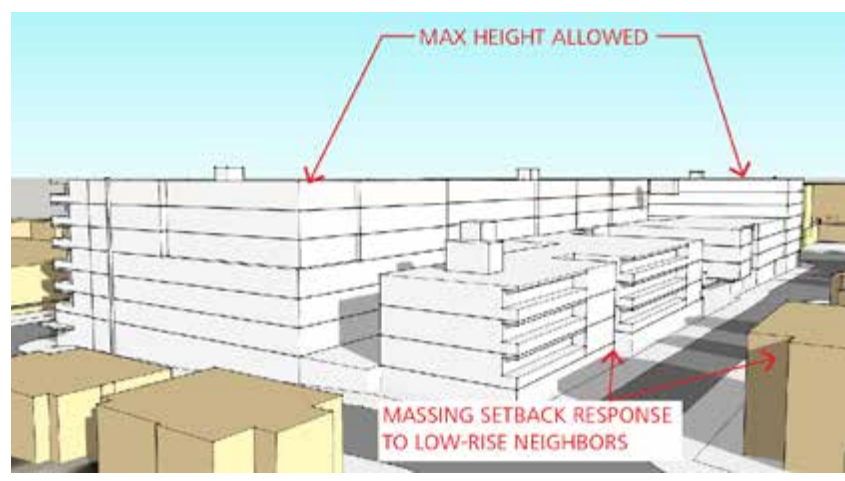 MAX HEIGHT ALLOWED
MASSING SETBACK RESPONSE
TO LOW-RISE NEIGHBORS